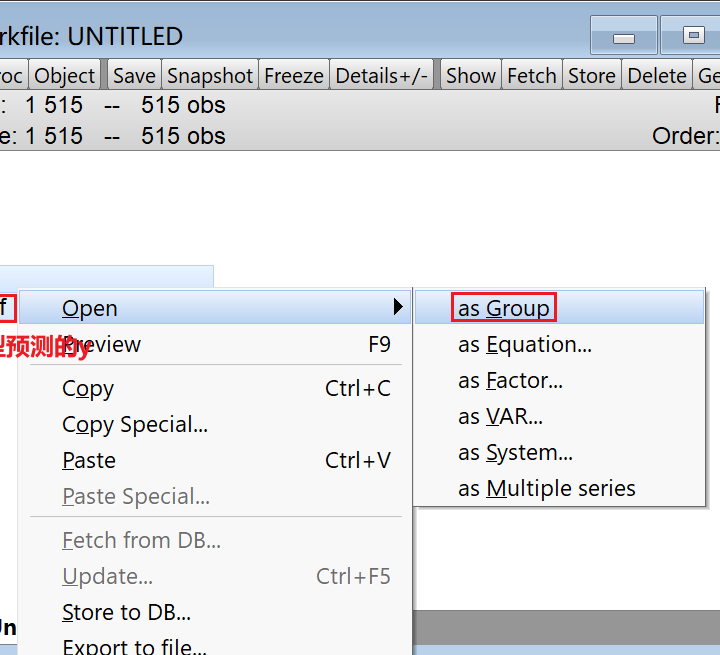 rkfile: UNTITLED
roc Object Save Snapshot Freeze Details+/- Show Fetch Store Delete Ge
: 1 515 -- 515 obs
e: 1 515 -- 515 obs
Order:
f Open as Group
型预测的y
Preview F9 as Equation...
as Factor...
Copy Ctrl+C
Copy Special... as VAR...
Paste Ctrl+V as System...
Paste Special... as Multiple series
Fetch from DB...
Update... Ctrl+F5
Store to DB...
Un
Export to file...